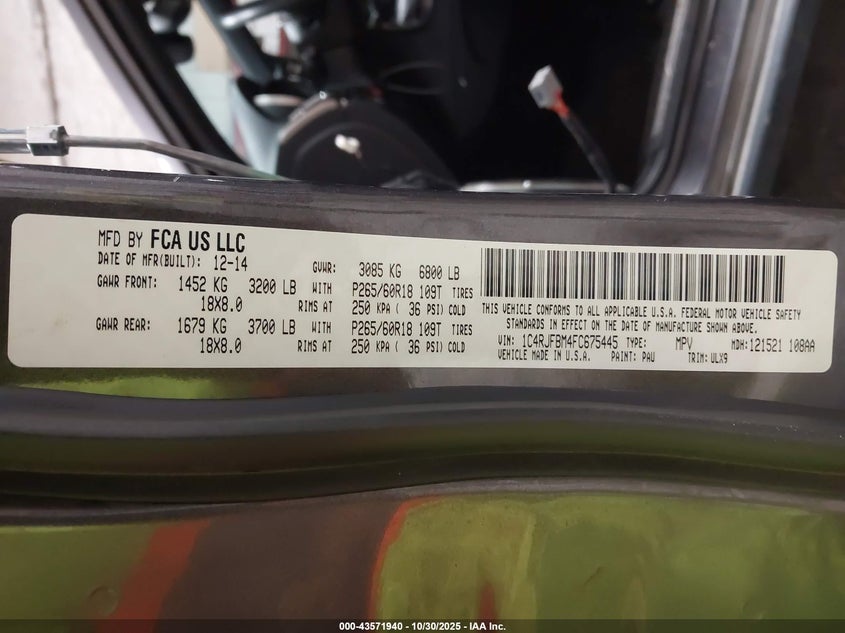 MFD BY FCA US LLC
DATE OF MFR(BUILT): 12-14 GVWR: 3085 KG 6800 LB
GAWR FRONT: 1452 KG 3200 LB WITH P265/60R18 109T TIRES
18X8.0 RIMS AT 250 KPA ( 36 PSI) COLD
GAWR REAR: 1679 KG 3700 LB WITH P265/60R18 109T TIRES
18X8.0 RIMS AT 250 KPA ( 36 PSI) COLD
THIS VEHICLE CONFORMS TO ALL APPLICABLE U.S.A. FEDERAL MOTOR VEHICLE SAFETY
STANDARDS IN EFFECT ON THE DATE OF MANUFACTURE SHOWN ABOVE.
VIN: 1C4RJFBM4FC675445 TYPE: MPV MDH: 121521 108AA
VEHICLE MADE IN U.S.A. PAINT: PAU TRIM: ULX9
000-43571940 - 10/30/2025 - IAA Inc.